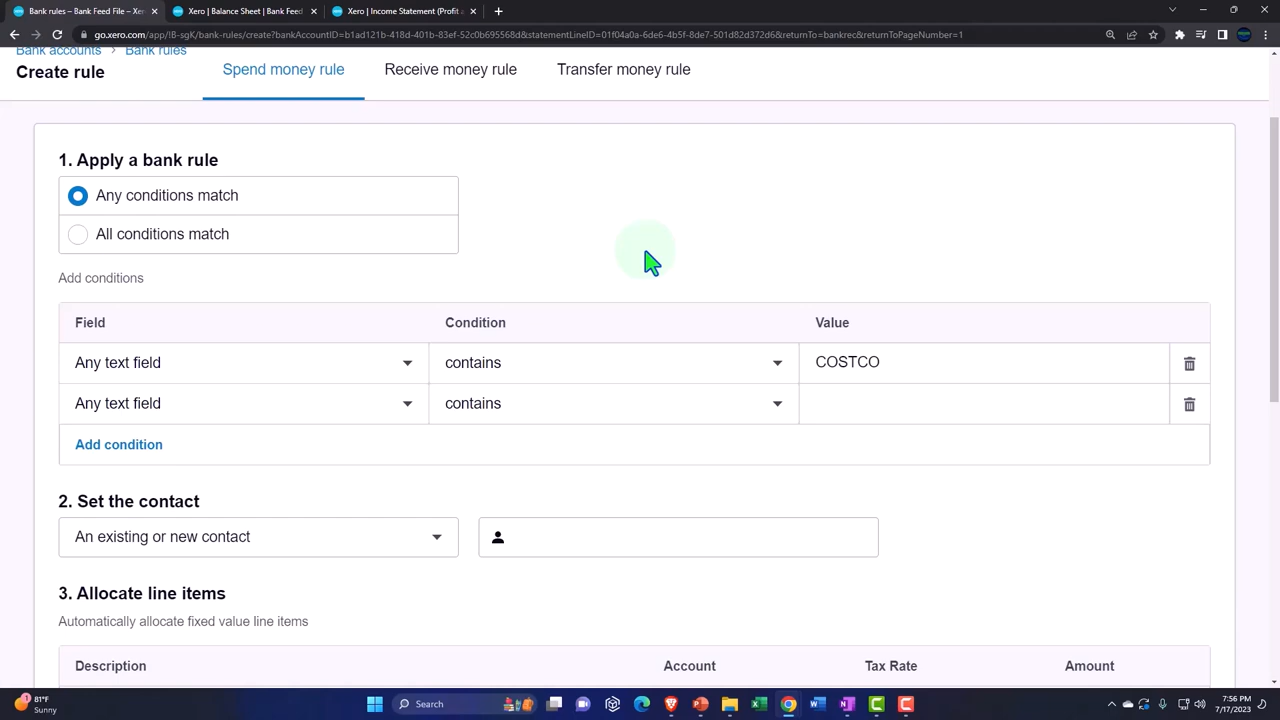 Bank rules – Bank Feeds – Xer
Xero | Balance Sheet | Bank Feed
Xero | Income Statement (Profit a
go.xero.com/app/!8-sgK/bank-rules/create?bankAccountID=b1ad121b-418d-401b-83ef-52c0b695568d&statementLineID=01f04a0a-6de6-4b5f-8de7-501d82d372d6&returnTo=bankrec&returnToPageNumber=1
Bank accounts > Bank rules
Create rule
Spend money rule
Receive money rule
Transfer money rule
1. Apply a bank rule
Any conditions match
All conditions match
Add conditions
Field Condition Value
Any text field contains COSTCO
Any text field contains
Add condition
2. Set the contact
An existing or new contact
3. Allocate line items
Automatically allocate fixed value line items
Description Account Tax Rate Amount
1
81°F
Sunny
Search
7:56 PM
7/17/2023